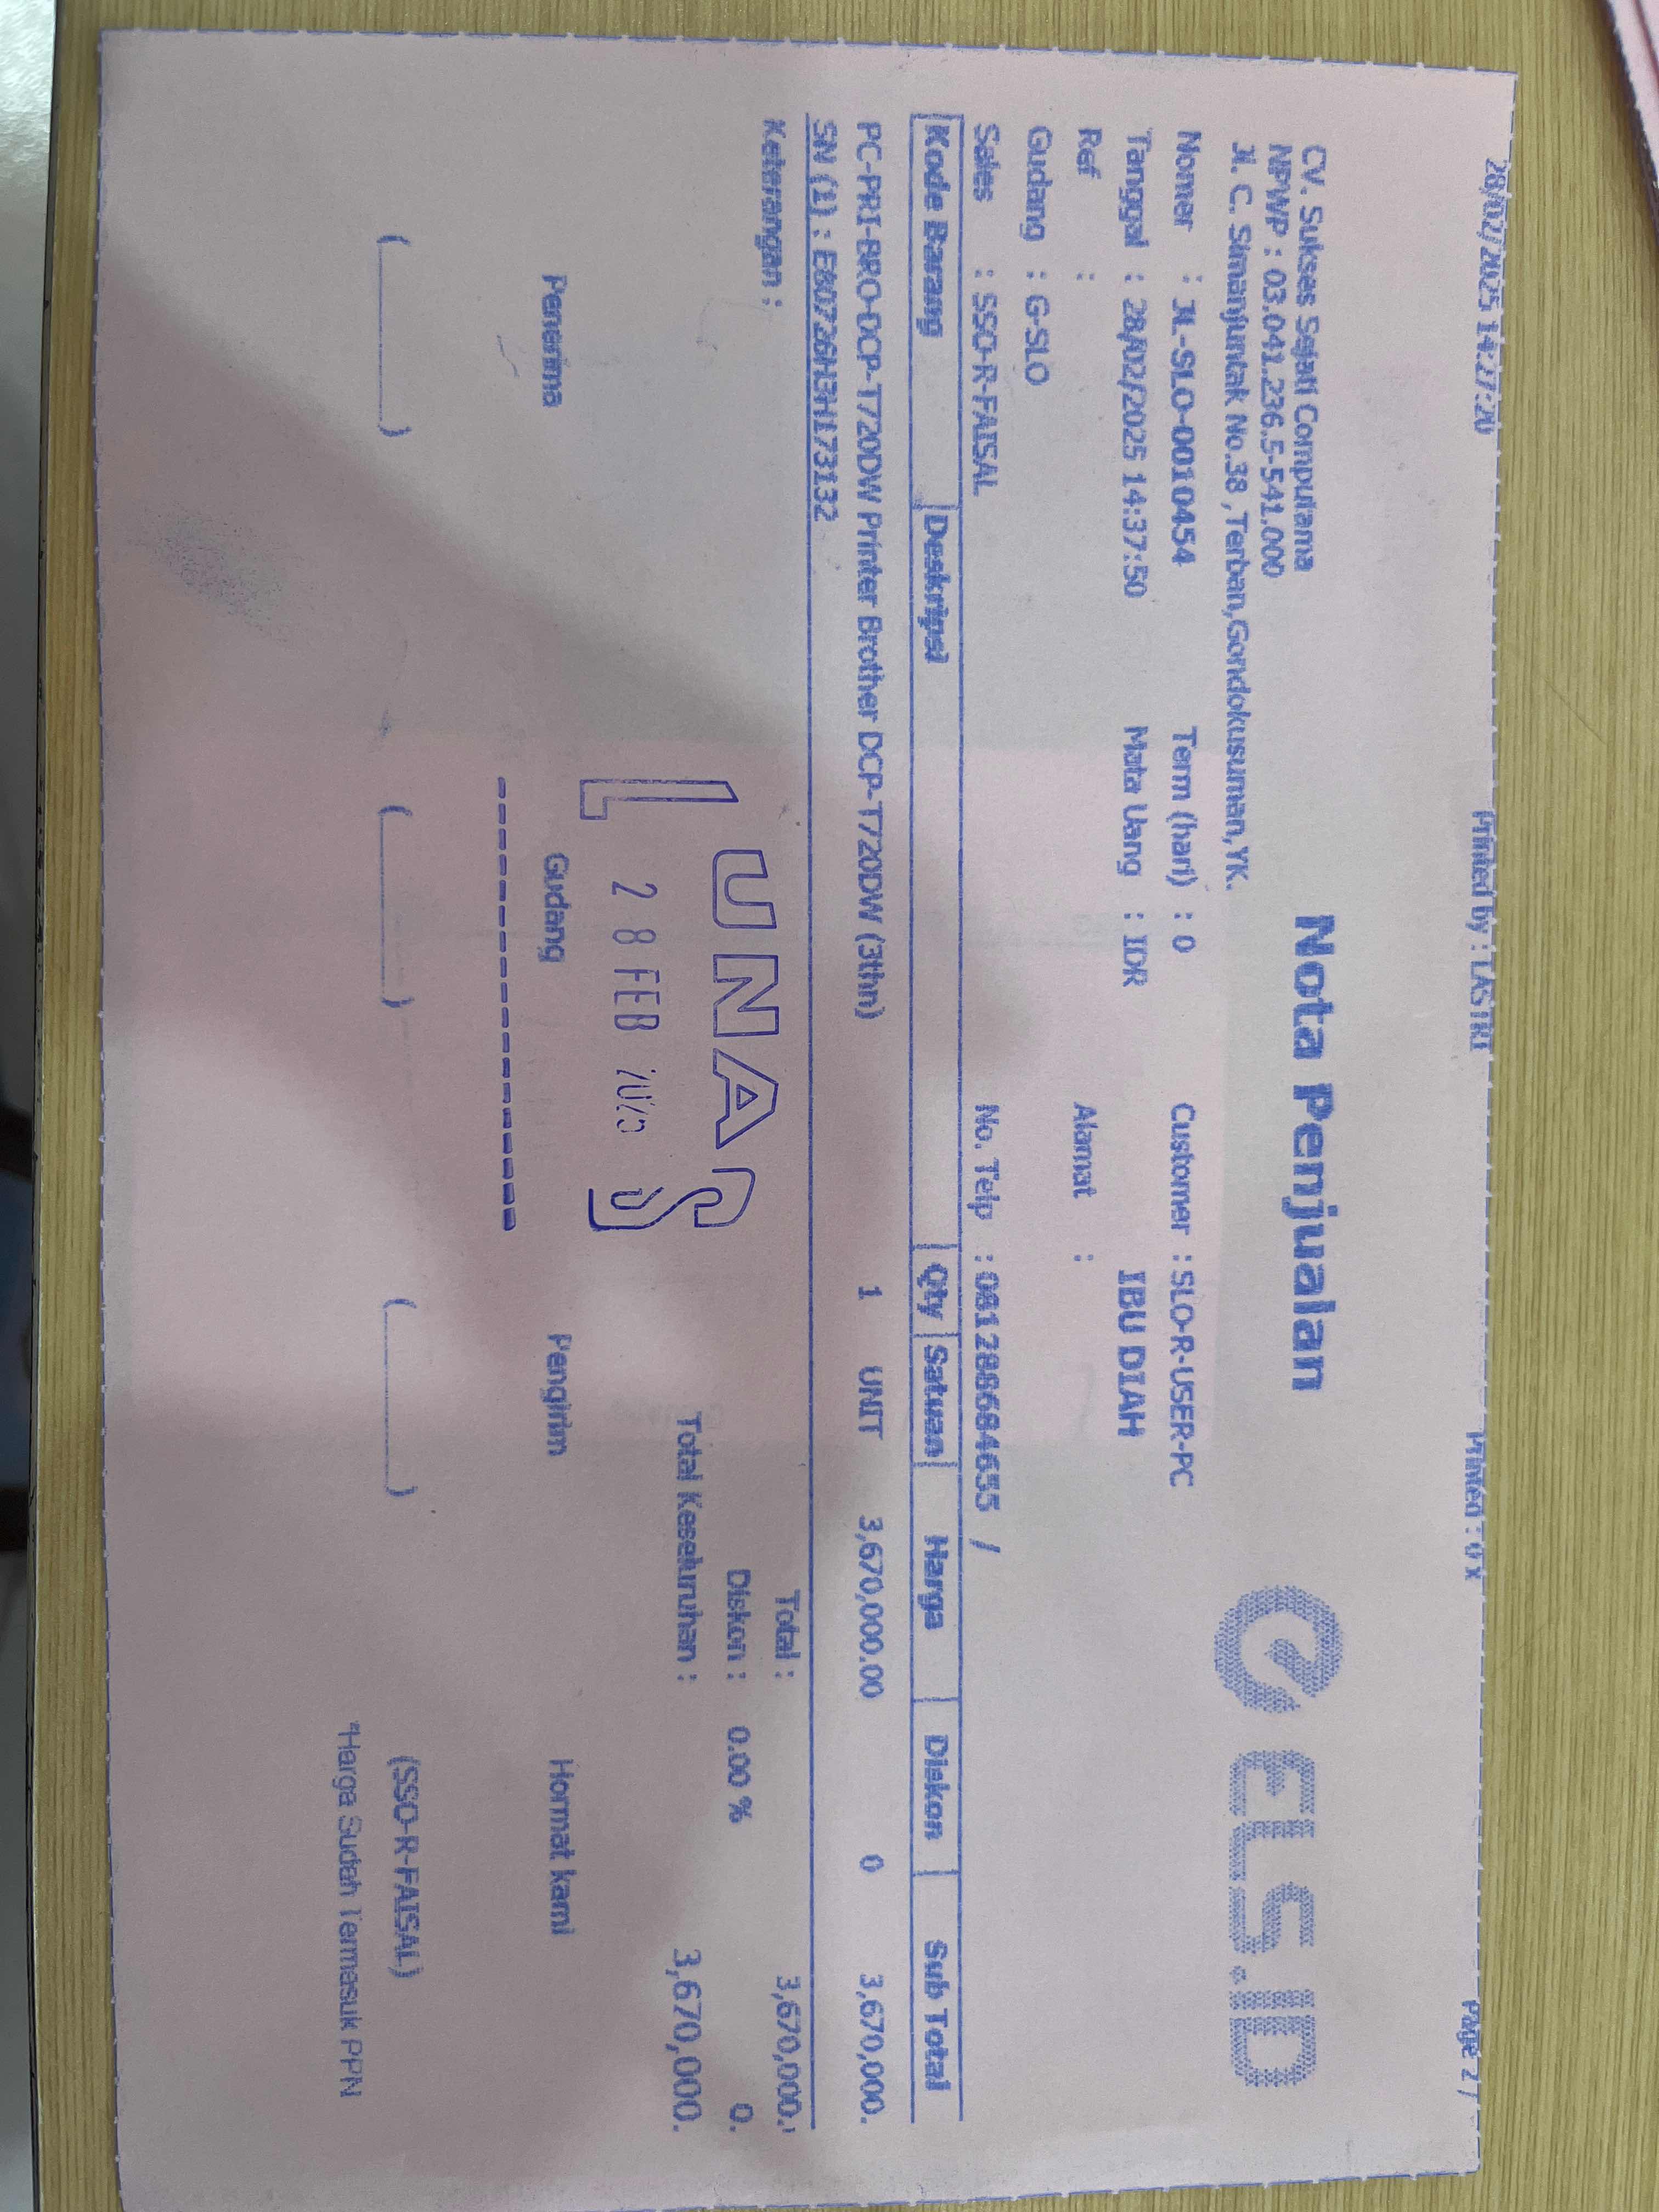 28/02/2025 14:27:20 Printed by : LASTRI Printed : 0 X Page 2 /
Nota Penjualan
ELS.ID
CV. Sukses Sejati Computama
NPWP : 03.041.236.5-541.000
Jl. C. Simanjuntak No.38 ,Terban,Gondokusuman,YK.
Nomer : JL-SLO-0010454 Term (hari) : 0 Customer : SLO-R-USER-PC
Tanggal : 28/02/2025 14:37:50 Mata Uang : IDR IBU DIAH
Ref : Alamat :
Gudang : G-SLO
Sales : SSO-R-FAISAL No. Telp : 081288684655 /
Kode Barang Deskripsi Qty Satuan Harga Diskon Sub Total
PC-PRI-BRO-DCP-T720DW Printer Brother DCP-T720DW (3thn) 1 UNIT 3,670,000.00 0 3,670,000.
SN (1) : E80726H3H173132
Keterangan : Total : 3,670,000.
Diskon : 0.00 % 0.
Total Keseluruhan : 3,670,000.
LUNAS
28 FEB 2025
Penerima Gudang Pengirim Hormat kami
( ) ( ) ( ) (SSO-R-FAISAL)
*Harga Sudah Termasuk PPN